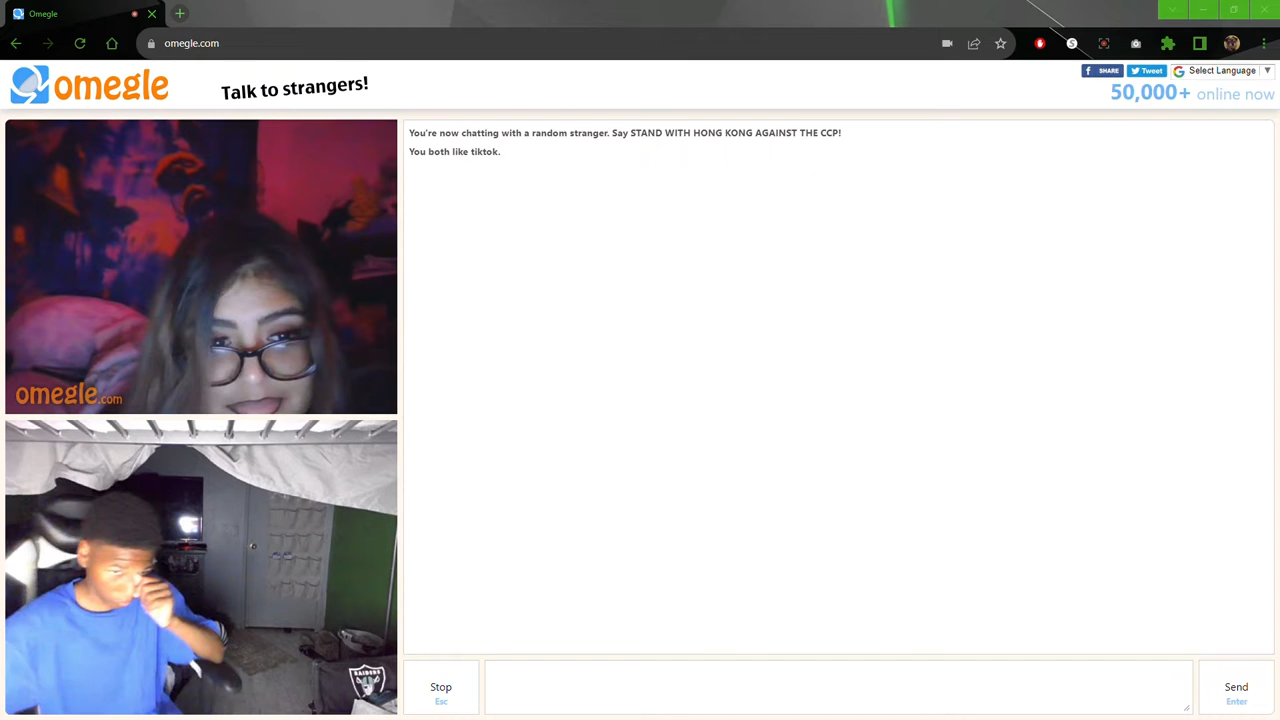 Omegle
omegle.com
omegle
Talk to strangers!
SHARE
Tweet
Select Language
50,000+ online now
You're now chatting with a random stranger. Say STAND WITH HONG KONG AGAINST THE CCP!
You both like tiktok.
omegle.com
RAIDERS
Stop
Esc
Send
Enter